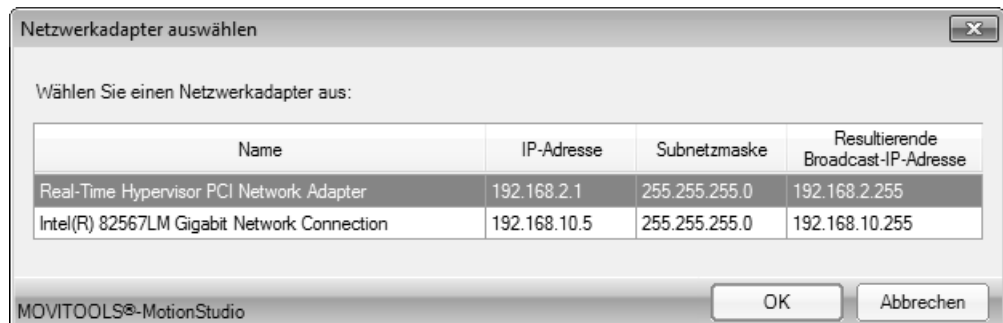 Netzwerkadapter auswählen
Wählen Sie einen Netzwerkadapter aus:
Name IP-Adresse Subnetzmaske Resultierende Broadcast-IP-Adresse
Real-Time Hypervisor PCI Network Adapter 192.168.2.1 255.255.255.0 192.168.2.255
Intel(R) 82567LM Gigabit Network Connection 192.168.10.5 255.255.255.0 192.168.10.255
MOVITOOLS®-MotionStudio OK Abbrechen